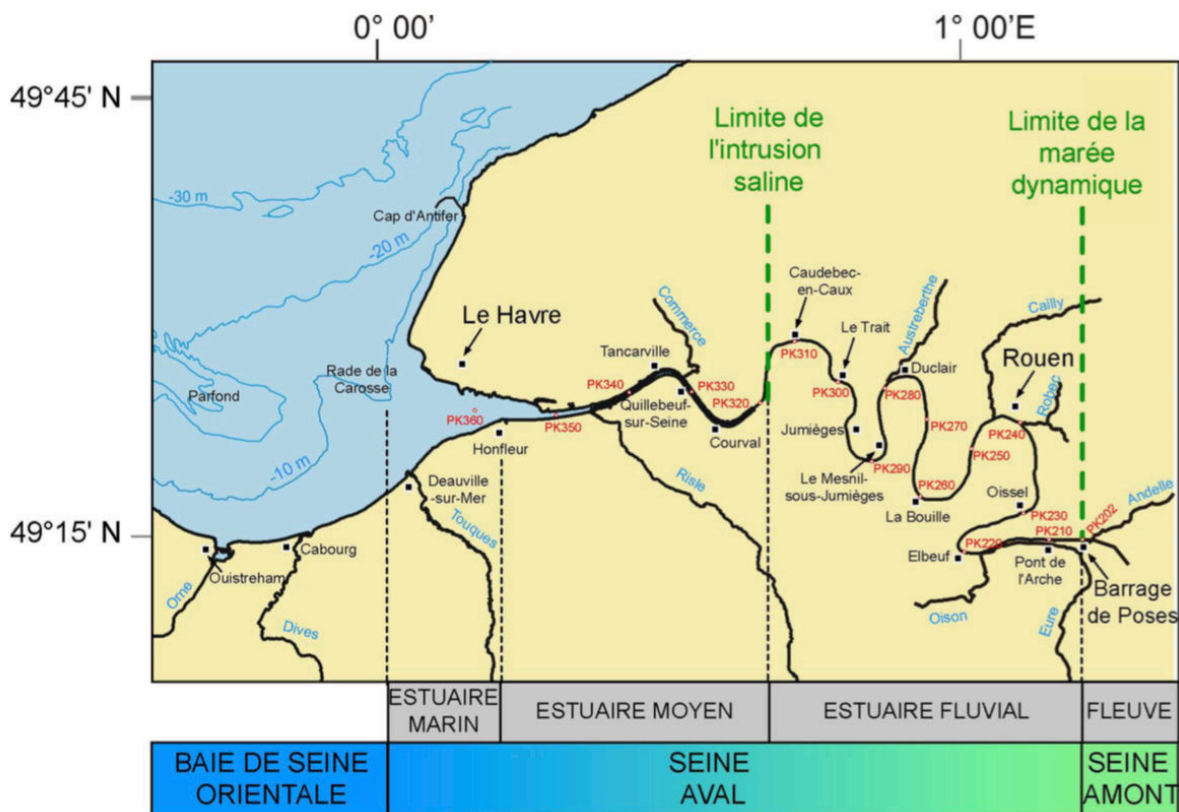 0° 00’
1° 00’E
49°45' N
Limite de
l'intrusion
saline
Limite de la
marée
dynamique
-30 m
Cap d'Antifer
-20 m
Caudebec-
en-Caux
Austreberthe
Cailly
Commerce
Le Havre
Le Trait
PK310
Rouen
Tancarville
Duclair
Rade de la
Carosse
PK340
PK330
PK300
PK280
Robec
Parfond
Quillebeuf-
sur-Seine
PK320
PK360
PK350
PK270
PK240
Honfleur
Courval
Jumièges
PK250
-10 m
PK290
Le Mesnil-
sous-Jumièges
PK260
Deauville
-sur-Mer
Risle
La Bouille
Oissel
Andelle
PK230
PK202
49°15' N
Touques
PK210
Cabourg
Elbeuf
PK220
Pont de
l'Arche
Ouistreham
Barrage
de Poses
Orne
Dives
Oison
Eure
ESTUAIRE
MARIN
ESTUAIRE MOYEN
ESTUAIRE FLUVIAL
FLEUVE
BAIE DE SEINE
ORIENTALE
SEINE
AVAL
SEINE
AMONT